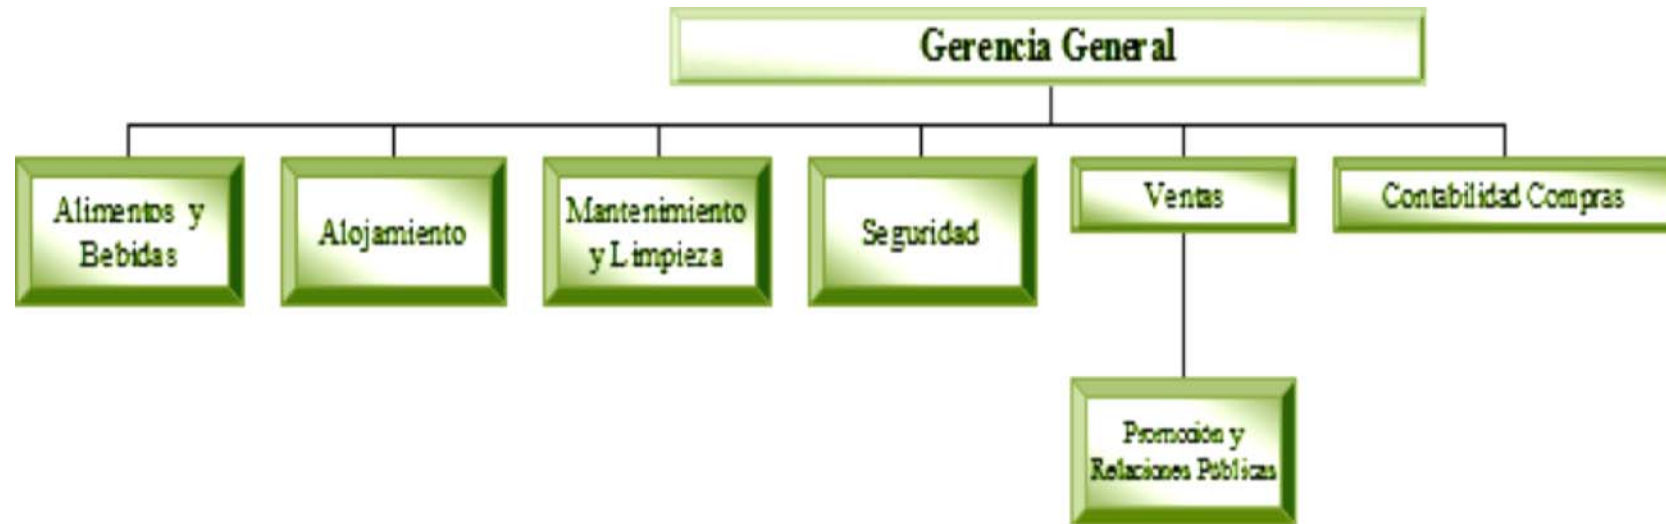 Gerencia General
Alimentos y
Bebidas
Alojamiento
Mantenimiento
y Limpieza
Seguridad
Ventas
Contabilidad Compras
Promoción y
Relaciones Públicas